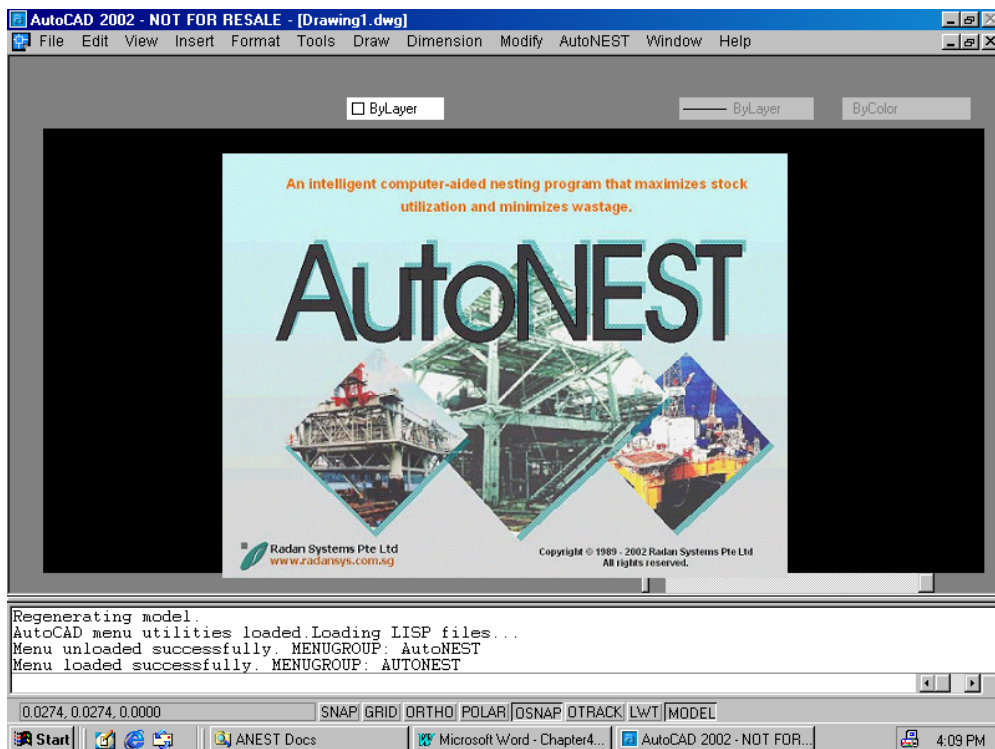 AutoCAD 2002 - NOT FOR RESALE - [Drawing1.dwg]
File Edit View Insert Format Tools Draw Dimension Modify AutoNEST Window Help
ByLayer ByLayer ByColor
An intelligent computer-aided nesting program that maximizes stock
utilization and minimizes wastage.
AutoNEST
Radan Systems Pte Ltd
www.radansys.com.sg
Copyright © 1989 - 2002 Radan Systems Pte Ltd
All rights reserved.
Regenerating model.
AutoCAD menu utilities loaded.Loading LISP files...
Menu unloaded successfully. MENUGROUP: AutoNEST
Menu loaded successfully. MENUGROUP: AUTONEST
0.0274, 0.0274, 0.0000 SNAP GRID ORTHO POLAR OSNAP OTRACK LWT MODEL
Start ANEST Docs Microsoft Word - Chapter4... AutoCAD 2002 - NOT FOR... 4:09 PM